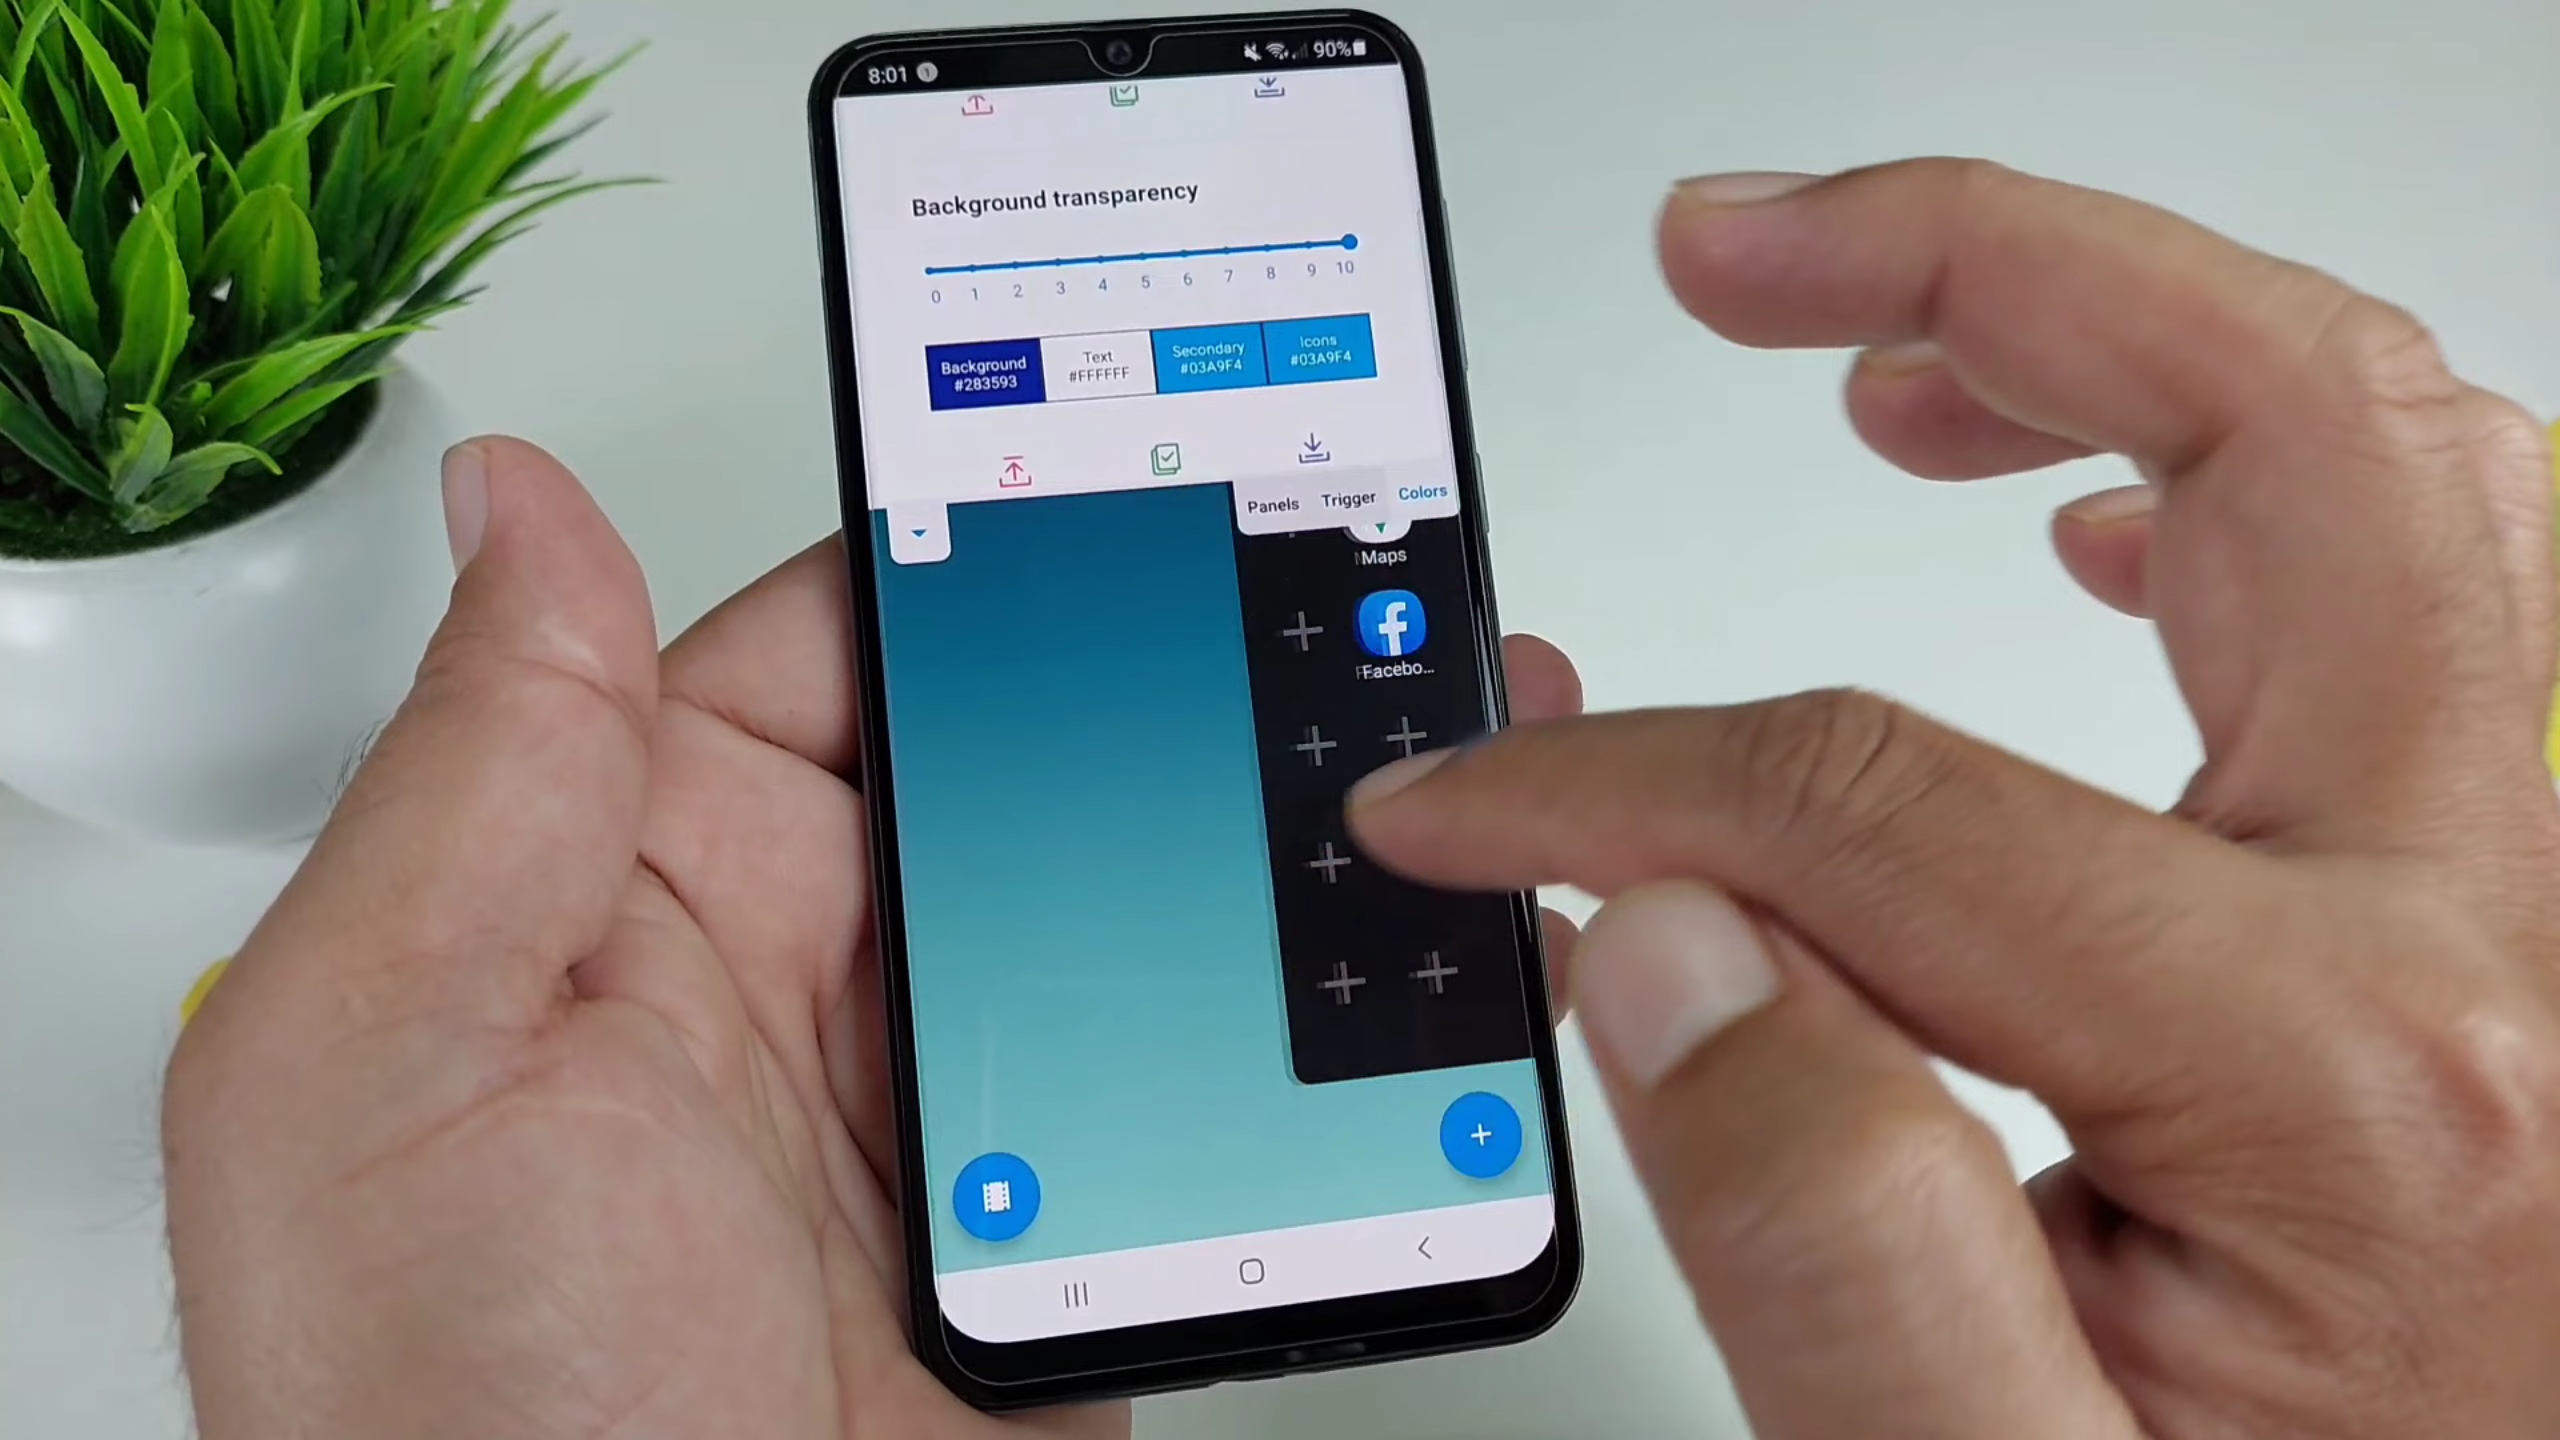 8:01
90%
Background transparency
0 1 2 3 4 5 6 7 8 9 10
Background
#283593
Text
#FFFFFF
Secondary
#03A9F4
Icons
#03A9F4
Panels Trigger Colors
Maps
Facebo...